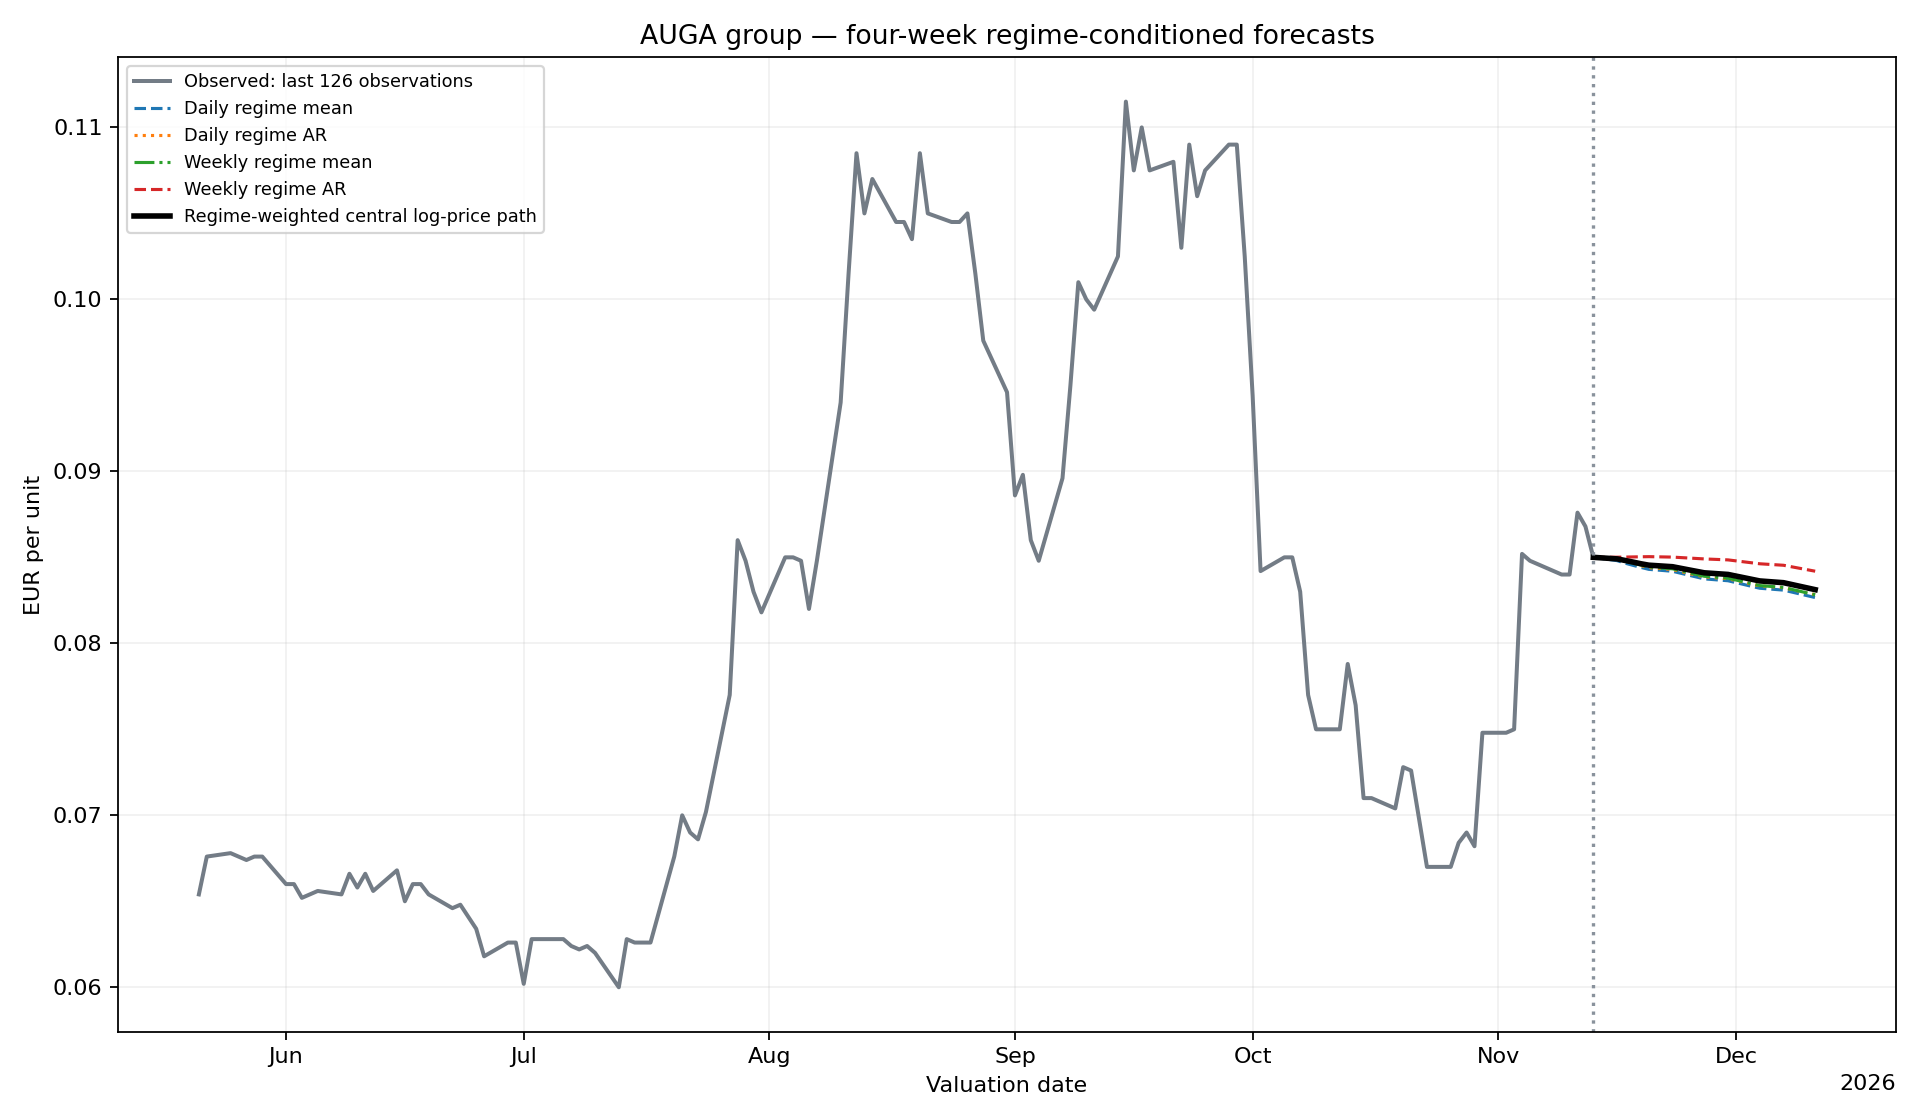 AUGA group — four-week regime-conditioned forecasts
Observed: last 126 observations
Daily regime mean
Daily regime AR
Weekly regime mean
Weekly regime AR
Regime-weighted central log-price path
EUR per unit
0.11
0.10
0.09
0.08
0.07
0.06
Jun Jul Aug Sep Oct Nov Dec
Valuation date
2026